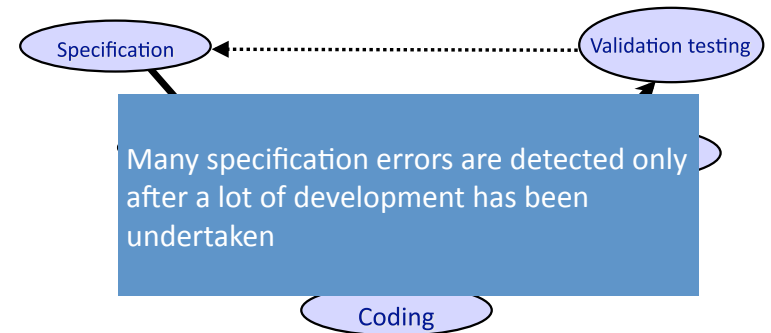 Specification
Validation testing
Many specification errors are detected only
after a lot of development has been
undertaken
Coding